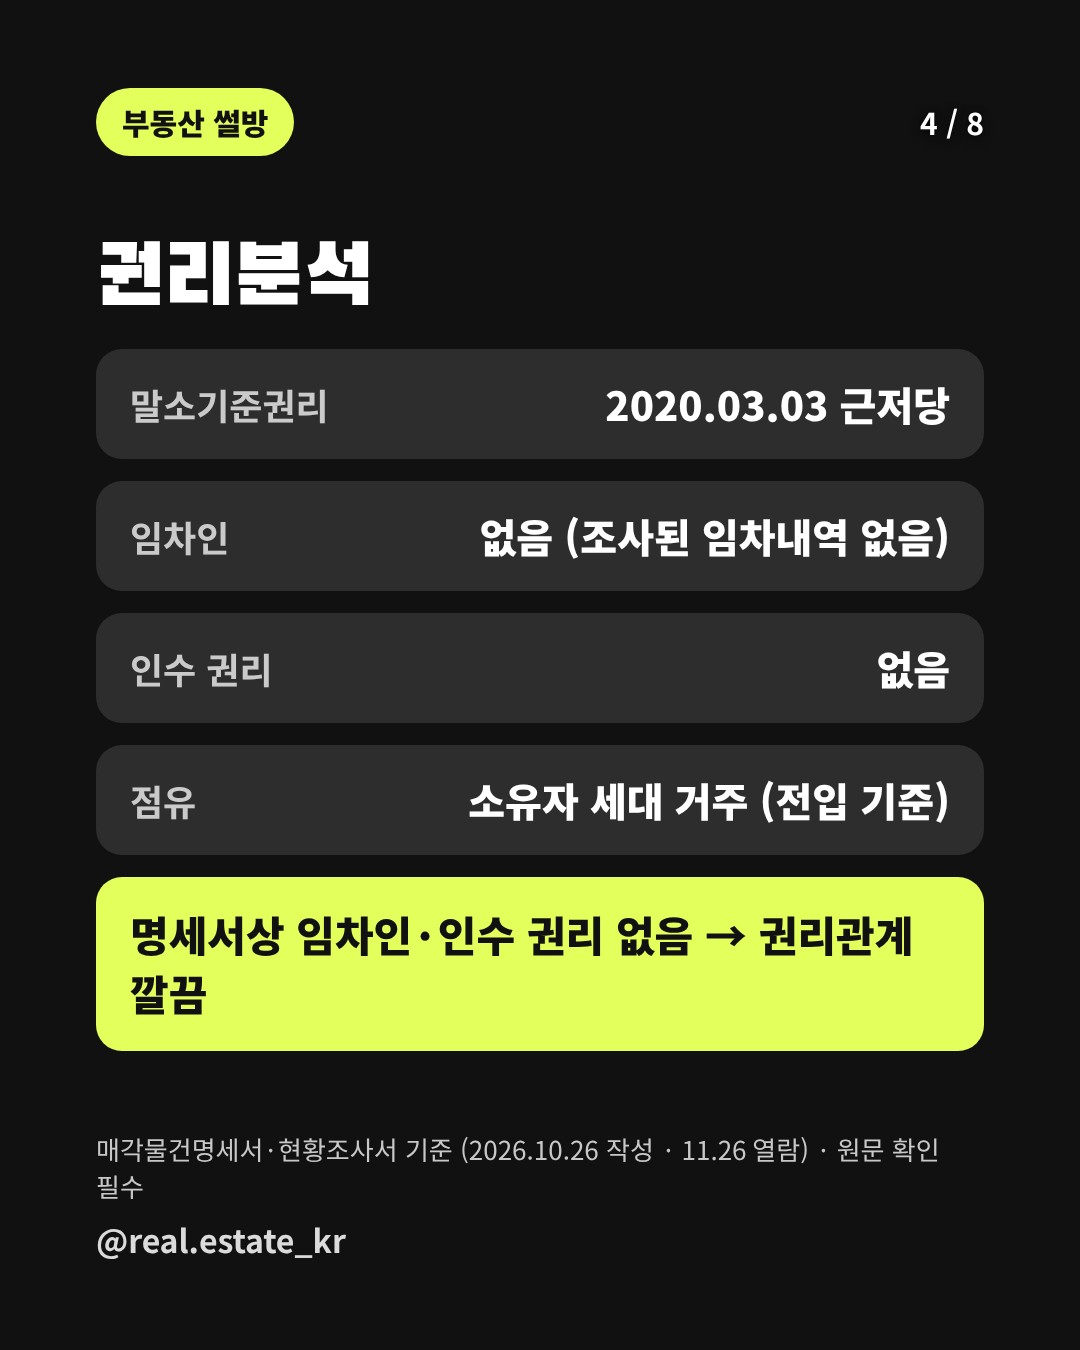 부동산 썰방
4 / 8
권리분석
말소기준권리
2020.03.03 근저당
임차인
없음 (조사된 임차내역 없음)
인수 권리
없음
점유
소유자 세대 거주 (전입 기준)
명세서상 임차인·인수 권리 없음 → 권리관계
깔끔
매각물건명세서·현황조사서 기준 (2026.10.26 작성 · 11.26 열람) · 원문 확인
필수
@real.estate_kr